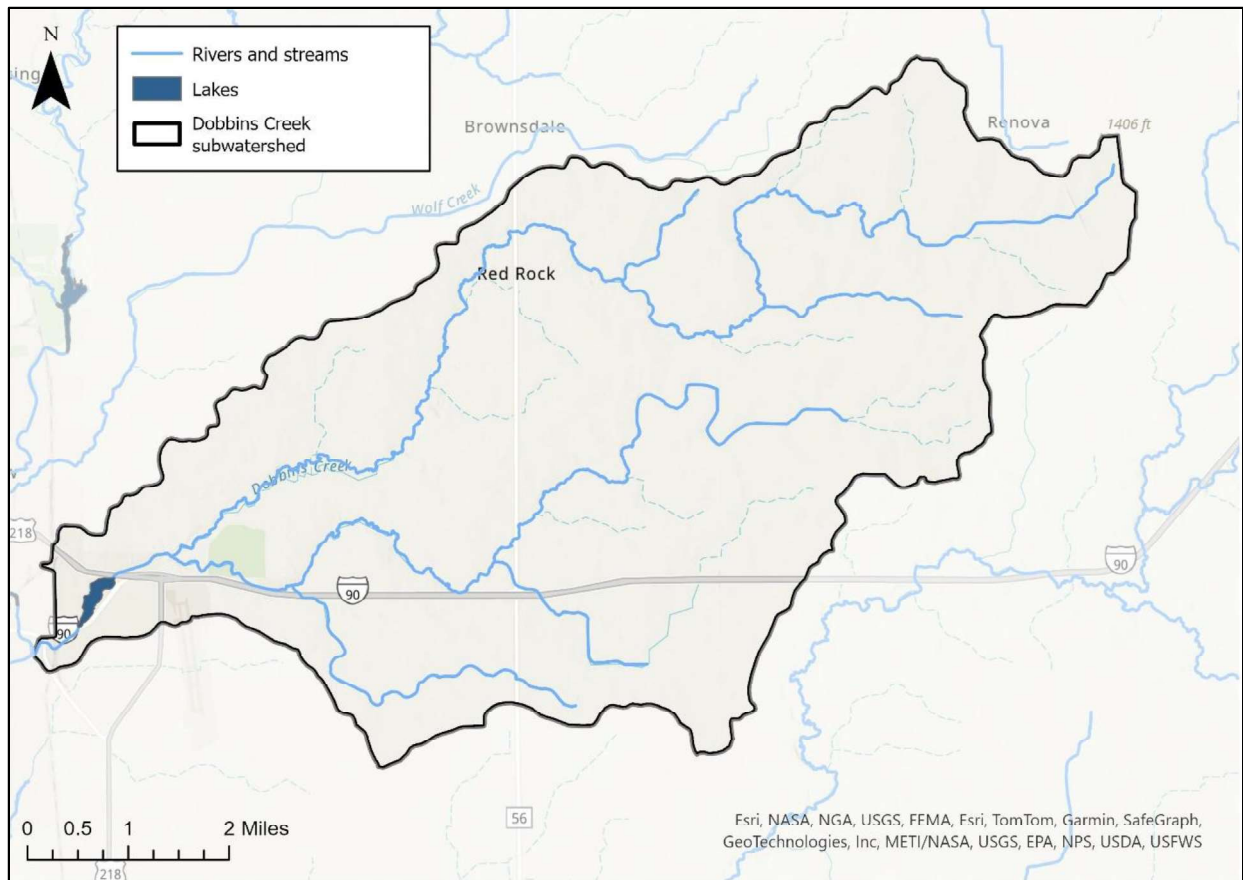 N
ing
Rivers and streams
Lakes
Dobbins Creek
subwatershed
Brownsdale
Renova
1406 ft
Wolf Creek
Red Rock
Dobbins Creek
218
90
90
90
56
0 0.5 1 2 Miles
218
Esri, NASA, NGA, USGS, FEMA, Esri, TomTom, Garmin, SafeGraph,
GeoTechnologies, Inc, METI/NASA, USGS, EPA, NPS, USDA, USFWS